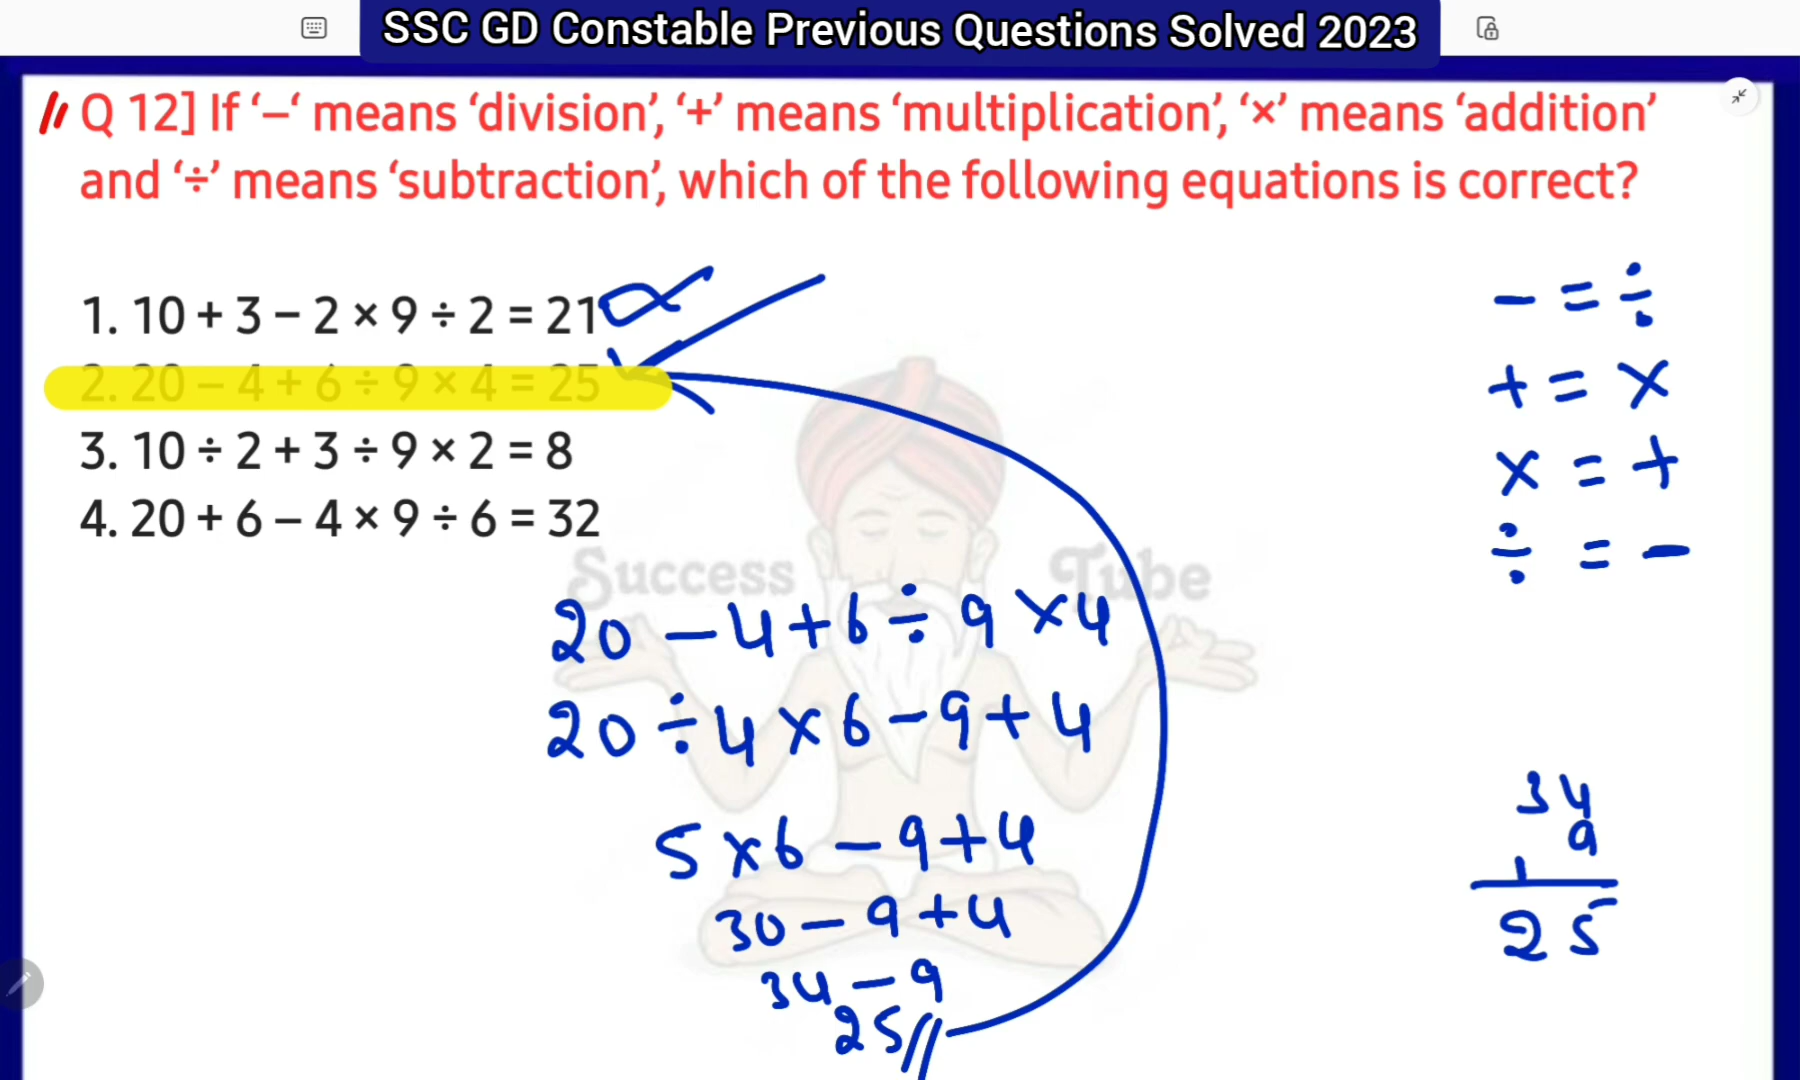 SSC GD Constable Previous Questions Solved 2023
Q 12] If ‘–‘ means ‘division’, ‘+’ means ‘multiplication’, ‘×’ means ‘addition’
and ‘÷’ means ‘subtraction’, which of the following equations is correct?
1. 10 + 3 – 2 × 9 ÷ 2 = 21
2. 20 – 4 + 6 ÷ 9 × 4 = 25
3. 10 ÷ 2 + 3 ÷ 9 × 2 = 8
4. 20 + 6 – 4 × 9 ÷ 6 = 32
– = ÷
+ = ×
× = +
÷ = –
Success Tube
20 – 4 + 6 ÷ 9 × 4
20 ÷ 4 × 6 – 9 + 4
5 × 6 – 9 + 4
30 – 9 + 4
34 – 9
25
34
9
1
25